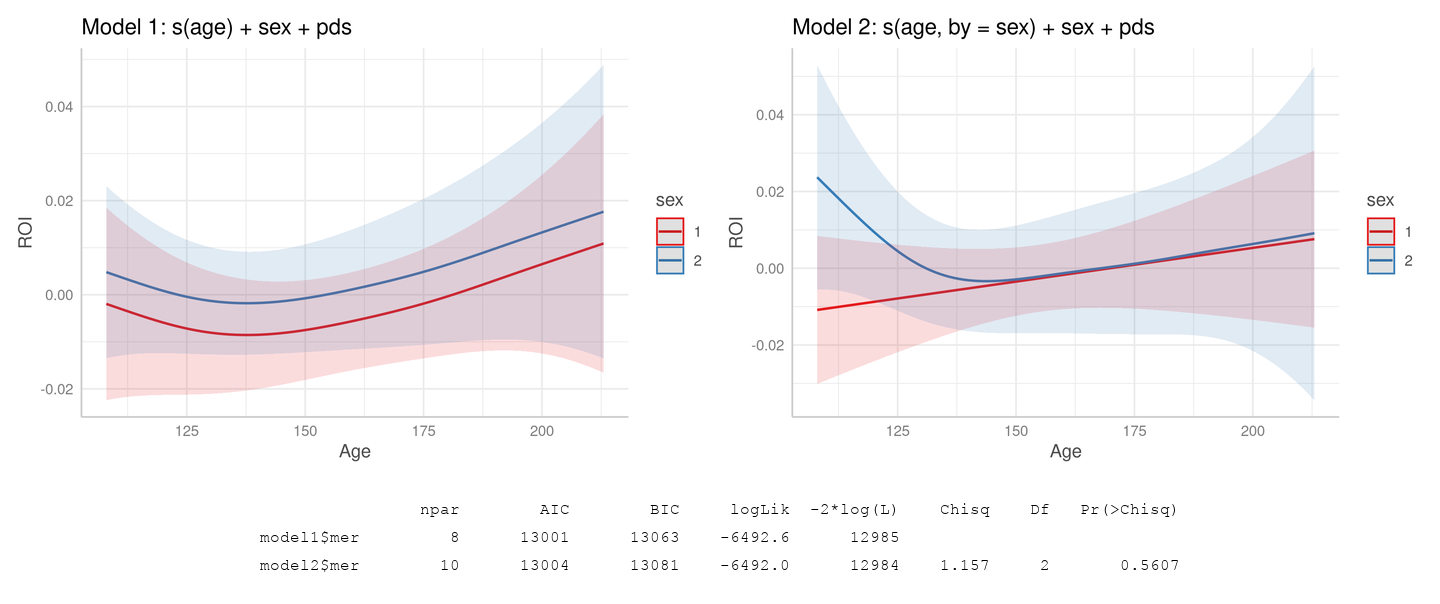 Model 1: s(age) + sex + pds
0.04
0.02
0.00
-0.02
ROI
125 150 175 200
Age
sex
1
2
Model 2: s(age, by = sex) + sex + pds
0.04
0.02
0.00
-0.02
ROI
125 150 175 200
Age
sex
1
2
npar AIC BIC logLik -2*log(L) Chisq Df Pr(>Chisq)
model1$mer 8 13001 13063 -6492.6 12985
model2$mer 10 13004 13081 -6492.0 12984 1.157 2 0.5607